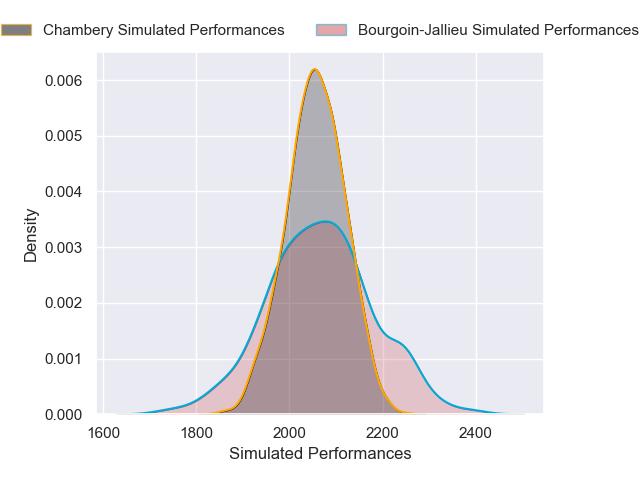 Chambery Simulated Performances Bourgoin-Jallieu Simulated Performances
0.006
0.005
0.004
0.003
0.002
0.001
0.000
Density
1600 1800 2000 2200 2400
Simulated Performances